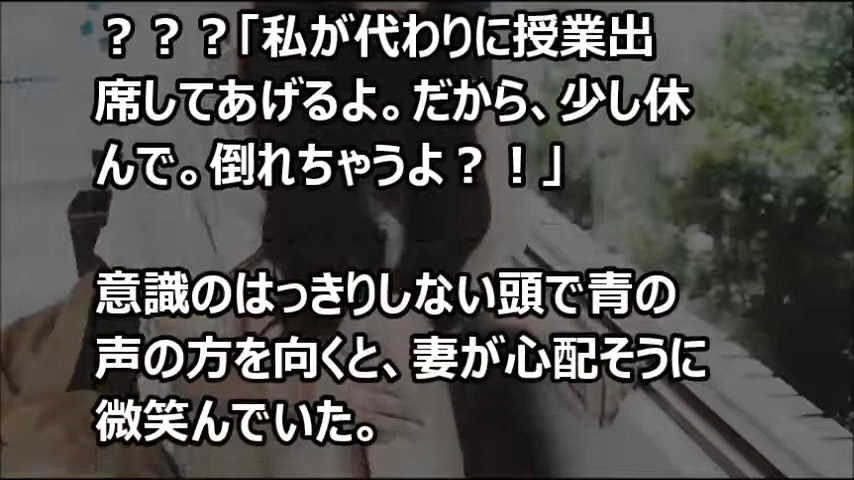 ？？？「私が代わりに授業出
席してあげるよ。だから、少し休
んで。倒れちゃうよ？！」
意識のはっきりしない頭で青の
声の方を向くと、妻が心配そうに
微笑んでいた。